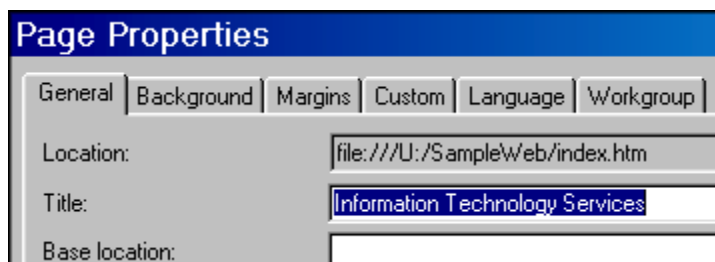 Page Properties
General Background Margins Custom Language Workgroup
Location: file:///U:/SampleWeb/index.htm
Title: Information Technology Services
Base location: